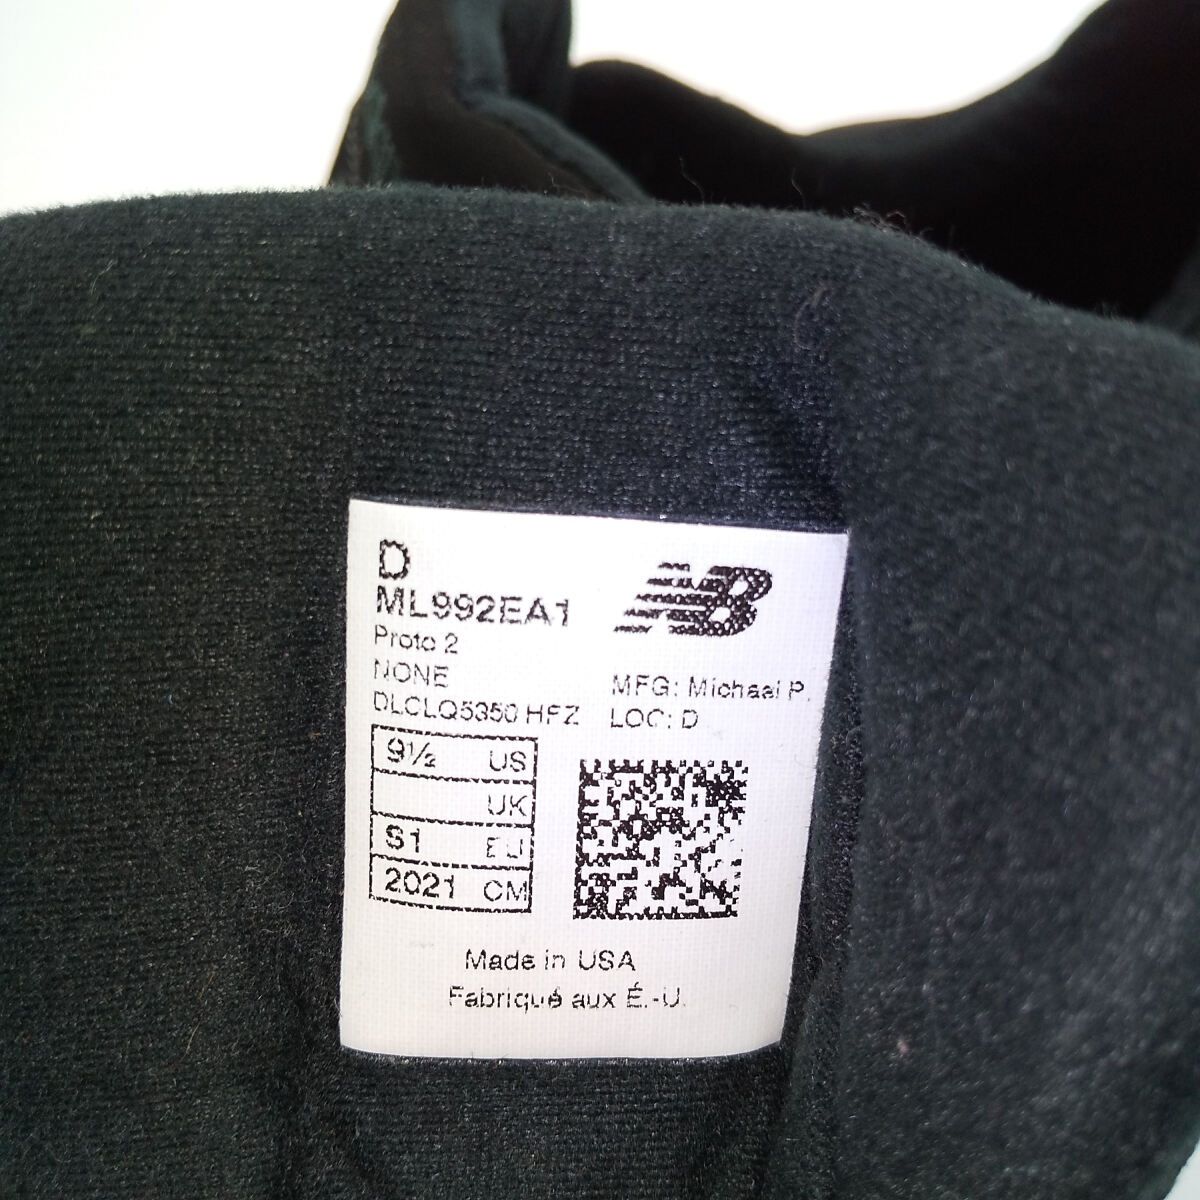 D
ML992EA1
Proto 2
NONE
DLCLQ5350 HFZ
NB
MFG: Michael P.
LOC: D
9½ US
UK
S1 EU
2021 CM
Made in USA
Fabriqué aux É.-U.